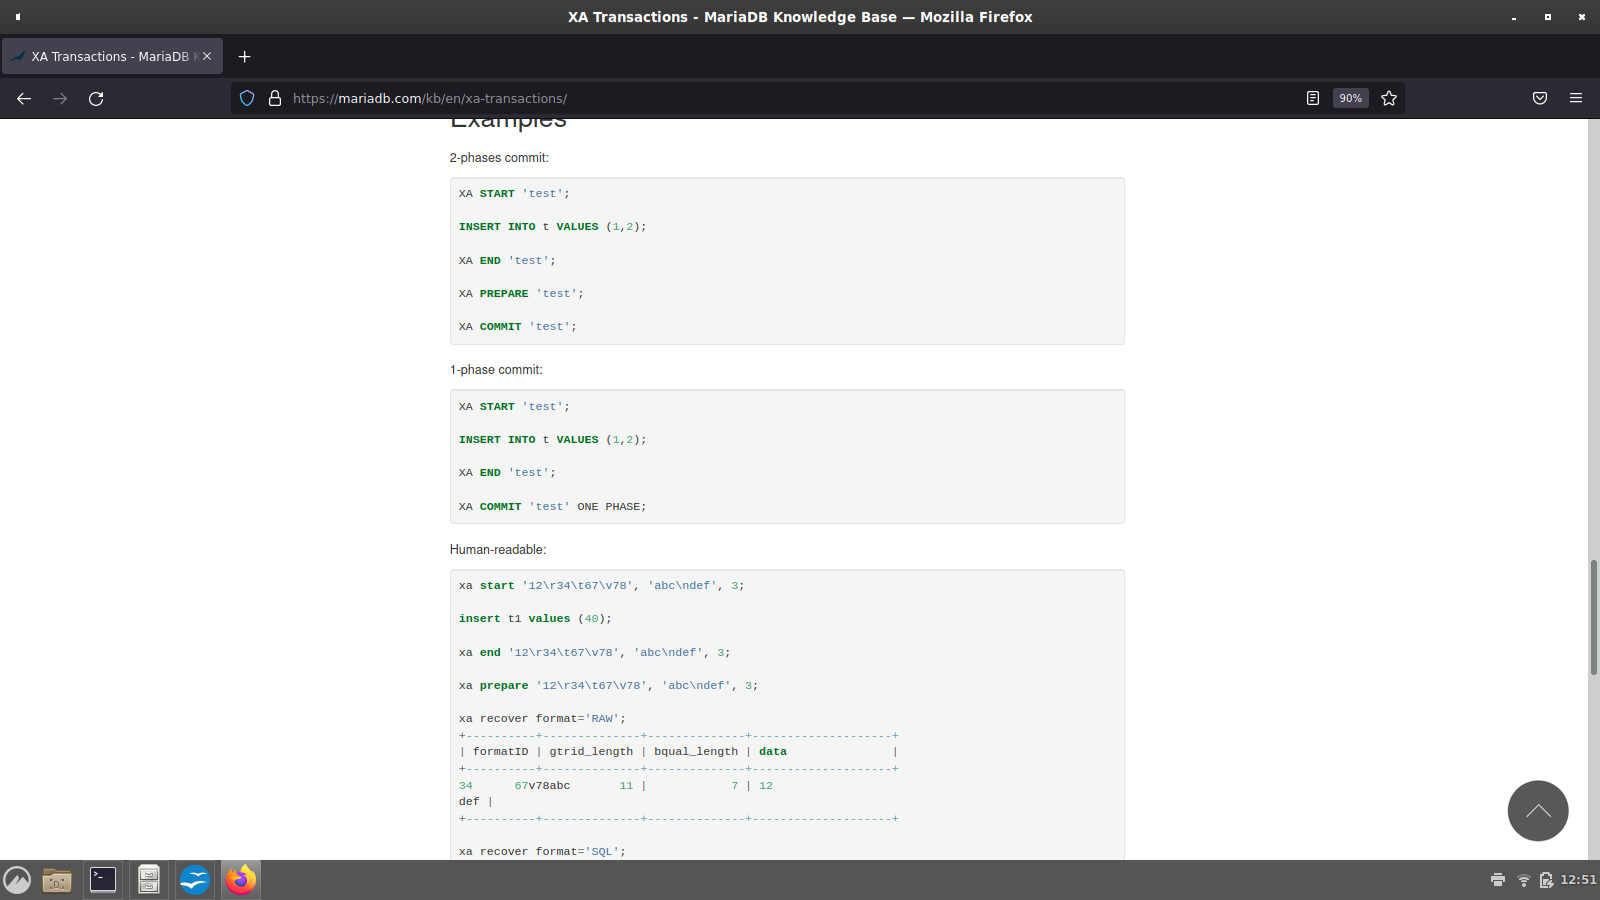 XA Transactions - MariaDB Knowledge Base — Mozilla Firefox
XA Transactions - MariaDB K
https://mariadb.com/kb/en/xa-transactions/
90%
Examples
2-phases commit:
XA START 'test';
INSERT INTO t VALUES (1,2);
XA END 'test';
XA PREPARE 'test';
XA COMMIT 'test';
1-phase commit:
XA START 'test';
INSERT INTO t VALUES (1,2);
XA END 'test';
XA COMMIT 'test' ONE PHASE;
Human-readable:
xa start '12\r34\t67\v78', 'abc\ndef', 3;
insert t1 values (40);
xa end '12\r34\t67\v78', 'abc\ndef', 3;
xa prepare '12\r34\t67\v78', 'abc\ndef', 3;
xa recover format='RAW';
+----------+--------------+--------------+--------------------+
| formatID | gtrid_length | bqual_length | data               |
+----------+--------------+--------------+--------------------+
34      67v78abc       11 |            7 | 12
def |
+----------+--------------+--------------+--------------------+
xa recover format='SQL';
12:51